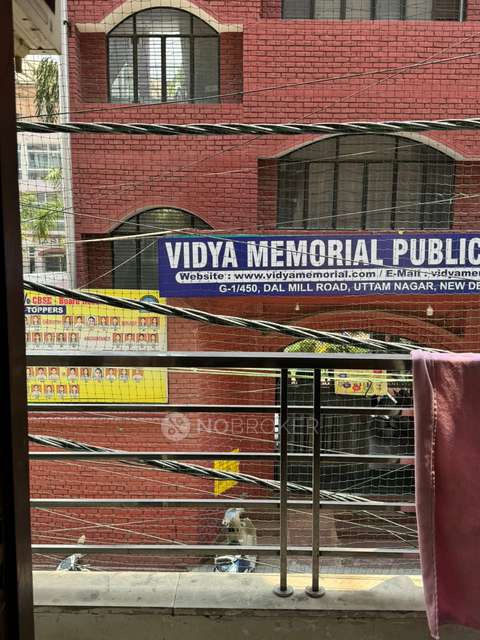 VIDYA MEMORIAL PUBLIC
Website : www.vidyamemorial.com / E-Mail : vidyame
G-1/450, DAL MILL ROAD, UTTAM NAGAR, NEW DE
CBSE - Board
TOPPERS
NOBROKER